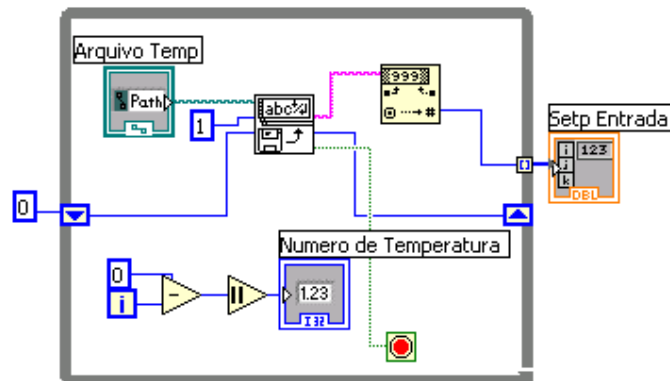 Arquivo Temp
Path
1
abc
999
#
Setp Entrada
i
123
j
k
DBL
0
Numero de Temperatura
0
i
-
1.23
I32